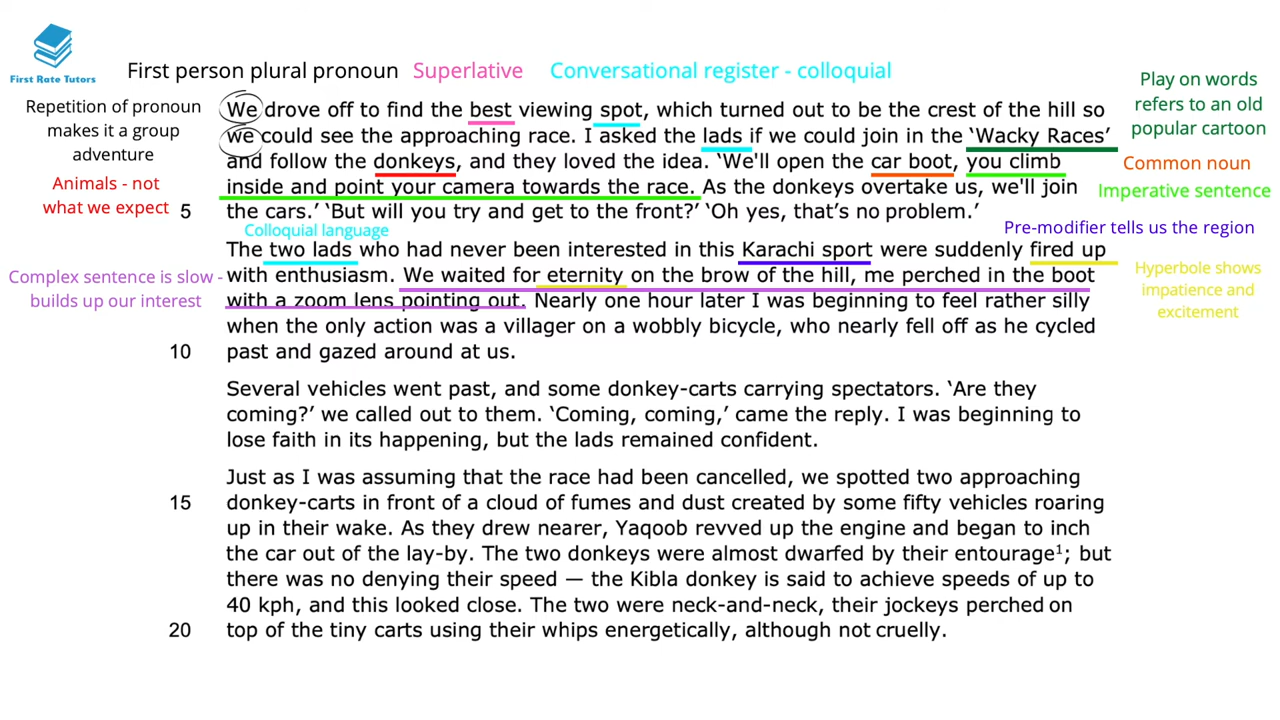 First Rate Tutors
First person plural pronoun Superlative Conversational register - colloquial
Repetition of pronoun
makes it a group
adventure
Animals - not
what we expect
Play on words
refers to an old
popular cartoon
Common noun
Imperative sentence
We drove off to find the best viewing spot, which turned out to be the crest of the hill so
we could see the approaching race. I asked the lads if we could join in the ‘Wacky Races’
and follow the donkeys, and they loved the idea. ‘We'll open the car boot, you climb
inside and point your camera towards the race. As the donkeys overtake us, we'll join
5 the cars.’ ‘But will you try and get to the front?’ ‘Oh yes, that’s no problem.’
Colloquial language
Pre-modifier tells us the region
Complex sentence is slow -
builds up our interest
Hyperbole shows
impatience and
excitement
The two lads who had never been interested in this Karachi sport were suddenly fired up
with enthusiasm. We waited for eternity on the brow of the hill, me perched in the boot
with a zoom lens pointing out. Nearly one hour later I was beginning to feel rather silly
when the only action was a villager on a wobbly bicycle, who nearly fell off as he cycled
10 past and gazed around at us.
Several vehicles went past, and some donkey-carts carrying spectators. ‘Are they
coming?’ we called out to them. ‘Coming, coming,’ came the reply. I was beginning to
lose faith in its happening, but the lads remained confident.
Just as I was assuming that the race had been cancelled, we spotted two approaching
15 donkey-carts in front of a cloud of fumes and dust created by some fifty vehicles roaring
up in their wake. As they drew nearer, Yaqoob revved up the engine and began to inch
the car out of the lay-by. The two donkeys were almost dwarfed by their entourage¹; but
there was no denying their speed — the Kibla donkey is said to achieve speeds of up to
40 kph, and this looked close. The two were neck-and-neck, their jockeys perched on
20 top of the tiny carts using their whips energetically, although not cruelly.